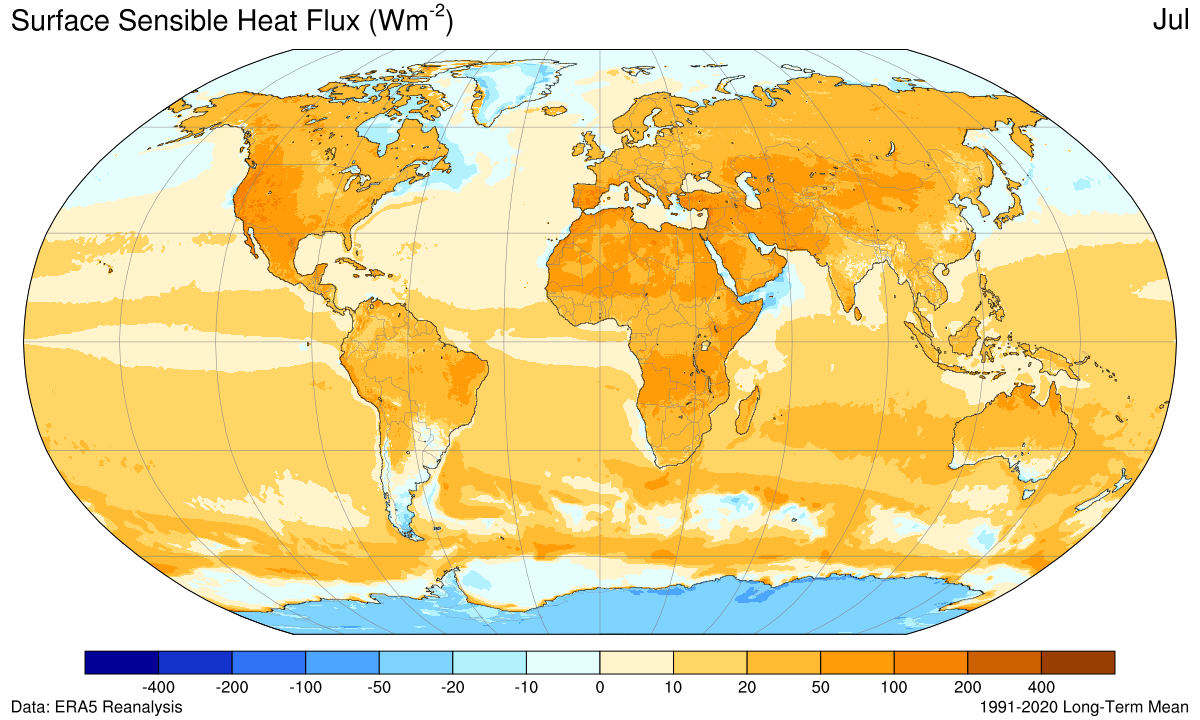 Surface Sensible Heat Flux (Wm⁻²) Jul
-400 -200 -100 -50 -20 -10 0 10 20 50 100 200 400
Data: ERA5 Reanalysis 1991-2020 Long-Term Mean